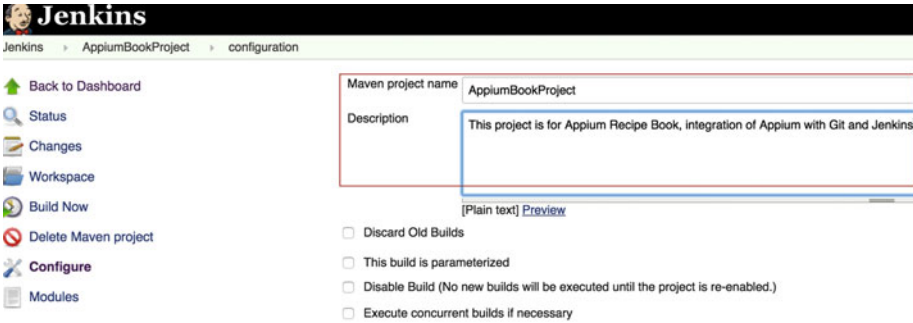 Jenkins
Jenkins AppiumBookProject configuration
Back to Dashboard
Status
Changes
Workspace
Build Now
Delete Maven project
Configure
Modules
Maven project name AppiumBookProject
Description This project is for Appium Recipe Book, integration of Appium with Git and Jenkins
[Plain text] Preview
Discard Old Builds
This build is parameterized
Disable Build (No new builds will be executed until the project is re-enabled.)
Execute concurrent builds if necessary